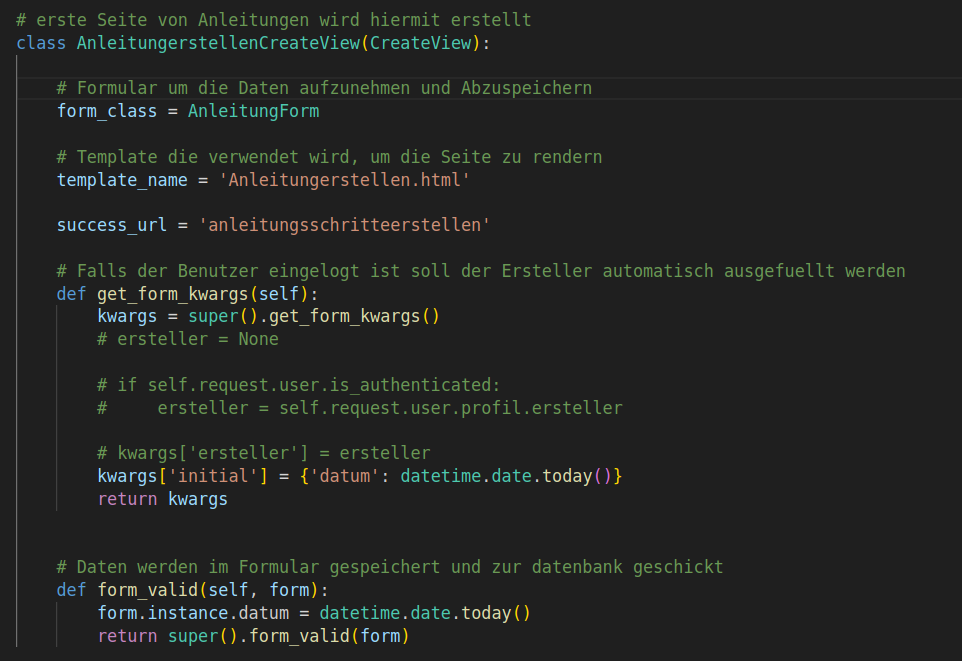 # erste Seite von Anleitungen wird hiermit erstellt
class AnleitungerstellenCreateView(CreateView):
# Formular um die Daten aufzunehmen und Abzuspeichern
form_class = AnleitungForm
# Template die verwendet wird, um die Seite zu rendern
template_name = 'Anleitungerstellen.html'
success_url = 'anleitungsschritteerstellen'
# Falls der Benutzer eingelogt ist soll der Ersteller automatisch ausgefuellt werden
def get_form_kwargs(self):
kwargs = super().get_form_kwargs()
# ersteller = None
# if self.request.user.is_authenticated:
#     ersteller = self.request.user.profil.ersteller
# kwargs['ersteller'] = ersteller
kwargs['initial'] = {'datum': datetime.date.today()}
return kwargs
# Daten werden im Formular gespeichert und zur datenbank geschickt
def form_valid(self, form):
form.instance.datum = datetime.date.today()
return super().form_valid(form)